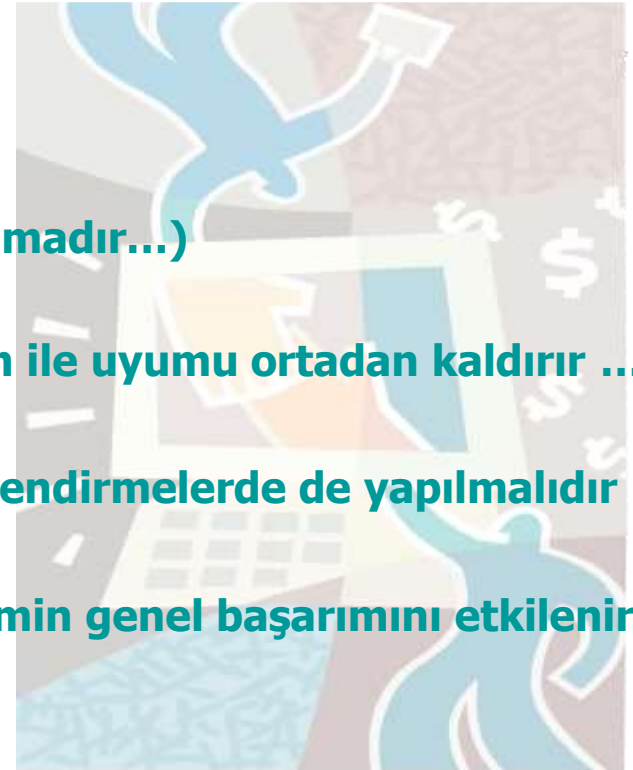 madır...)
ile uyumu ortadan kaldırır ...
endirmelerde de yapılmalıdır
min genel başarımını etkilenir
$